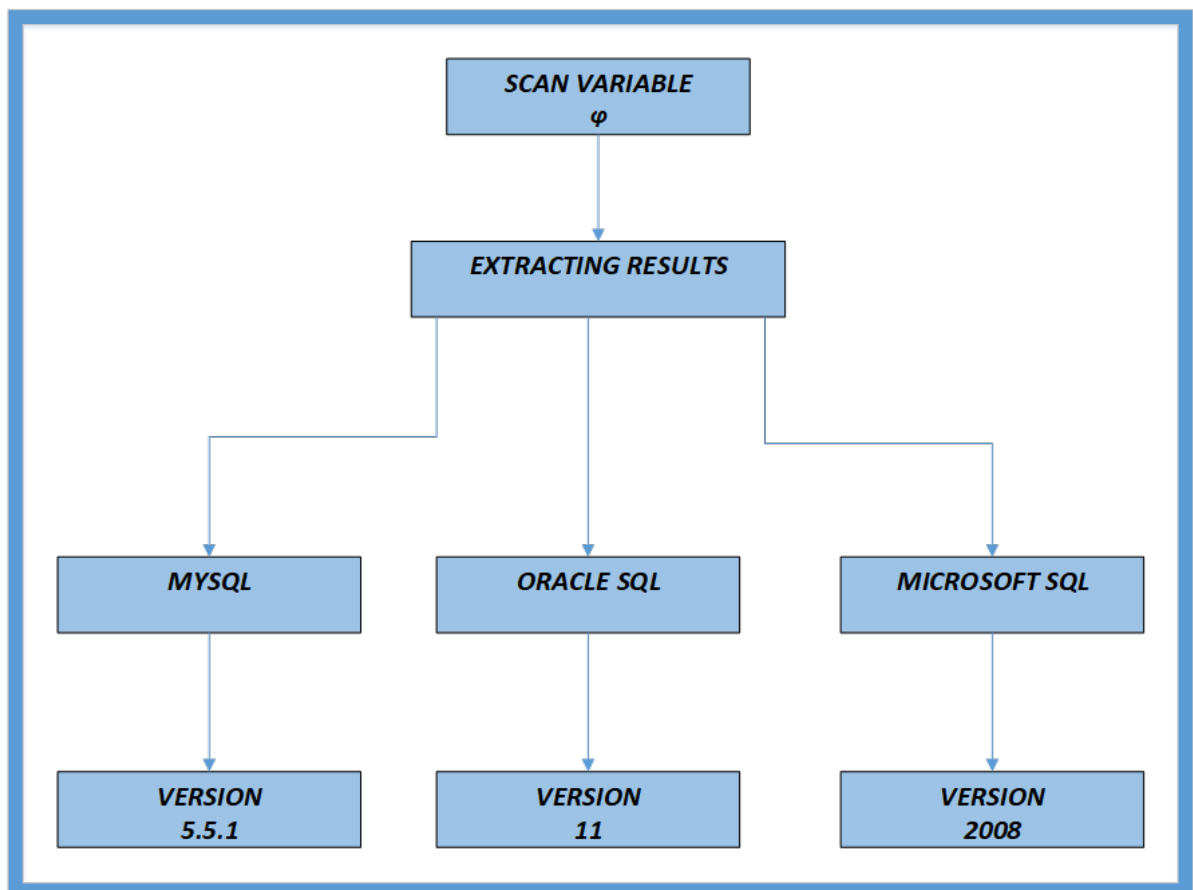 SCAN VARIABLE
φ
EXTRACTING RESULTS
MYSQL
ORACLE SQL
MICROSOFT SQL
VERSION
5.5.1
VERSION
11
VERSION
2008